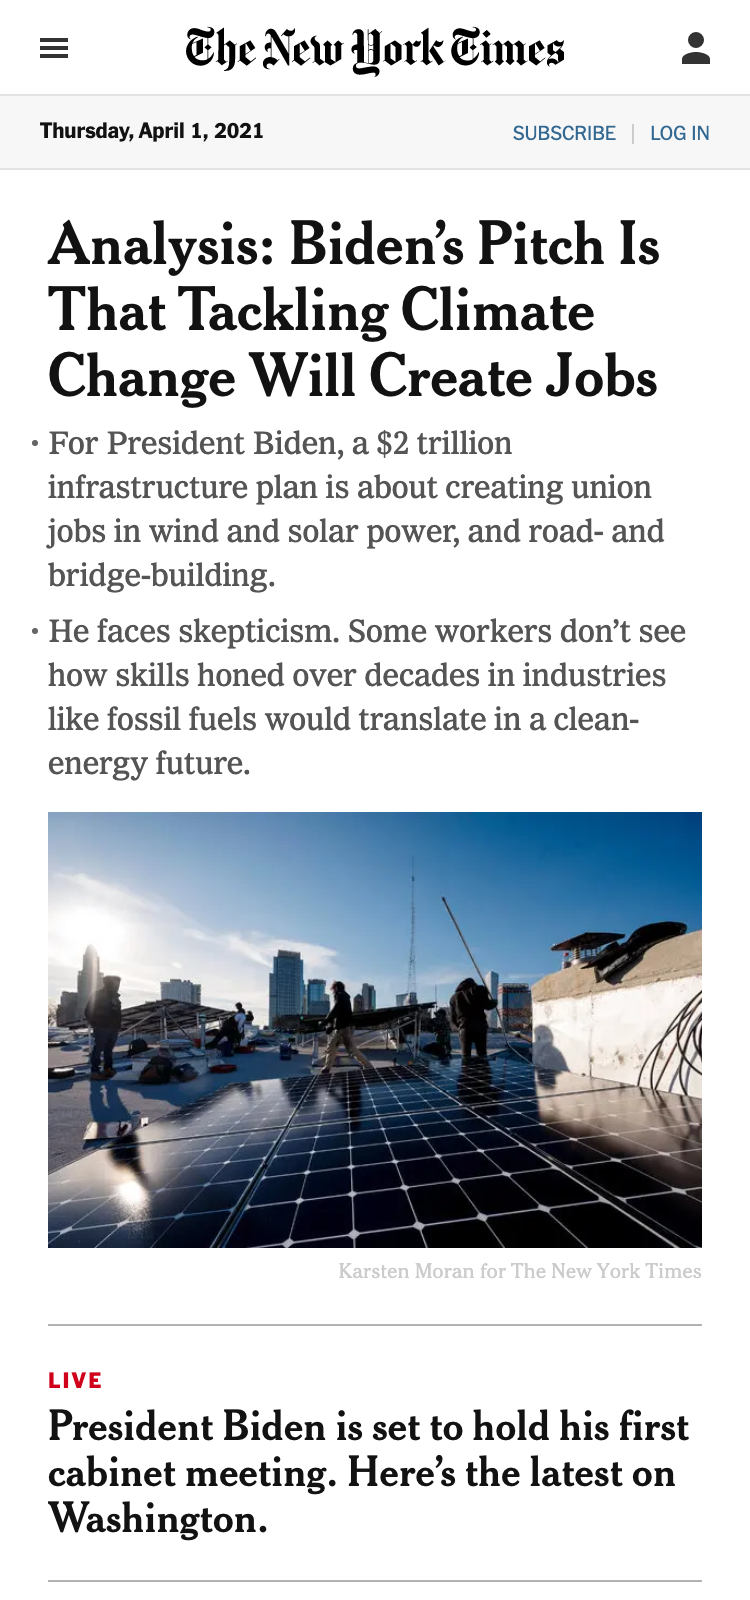 The New York Times
Thursday, April 1, 2021
SUBSCRIBE | LOG IN
Analysis: Biden’s Pitch Is
That Tackling Climate
Change Will Create Jobs
• For President Biden, a $2 trillion
infrastructure plan is about creating union
jobs in wind and solar power, and road- and
bridge-building.
• He faces skepticism. Some workers don’t see
how skills honed over decades in industries
like fossil fuels would translate in a clean-
energy future.
Karsten Moran for The New York Times
LIVE
President Biden is set to hold his first
cabinet meeting. Here’s the latest on
Washington.